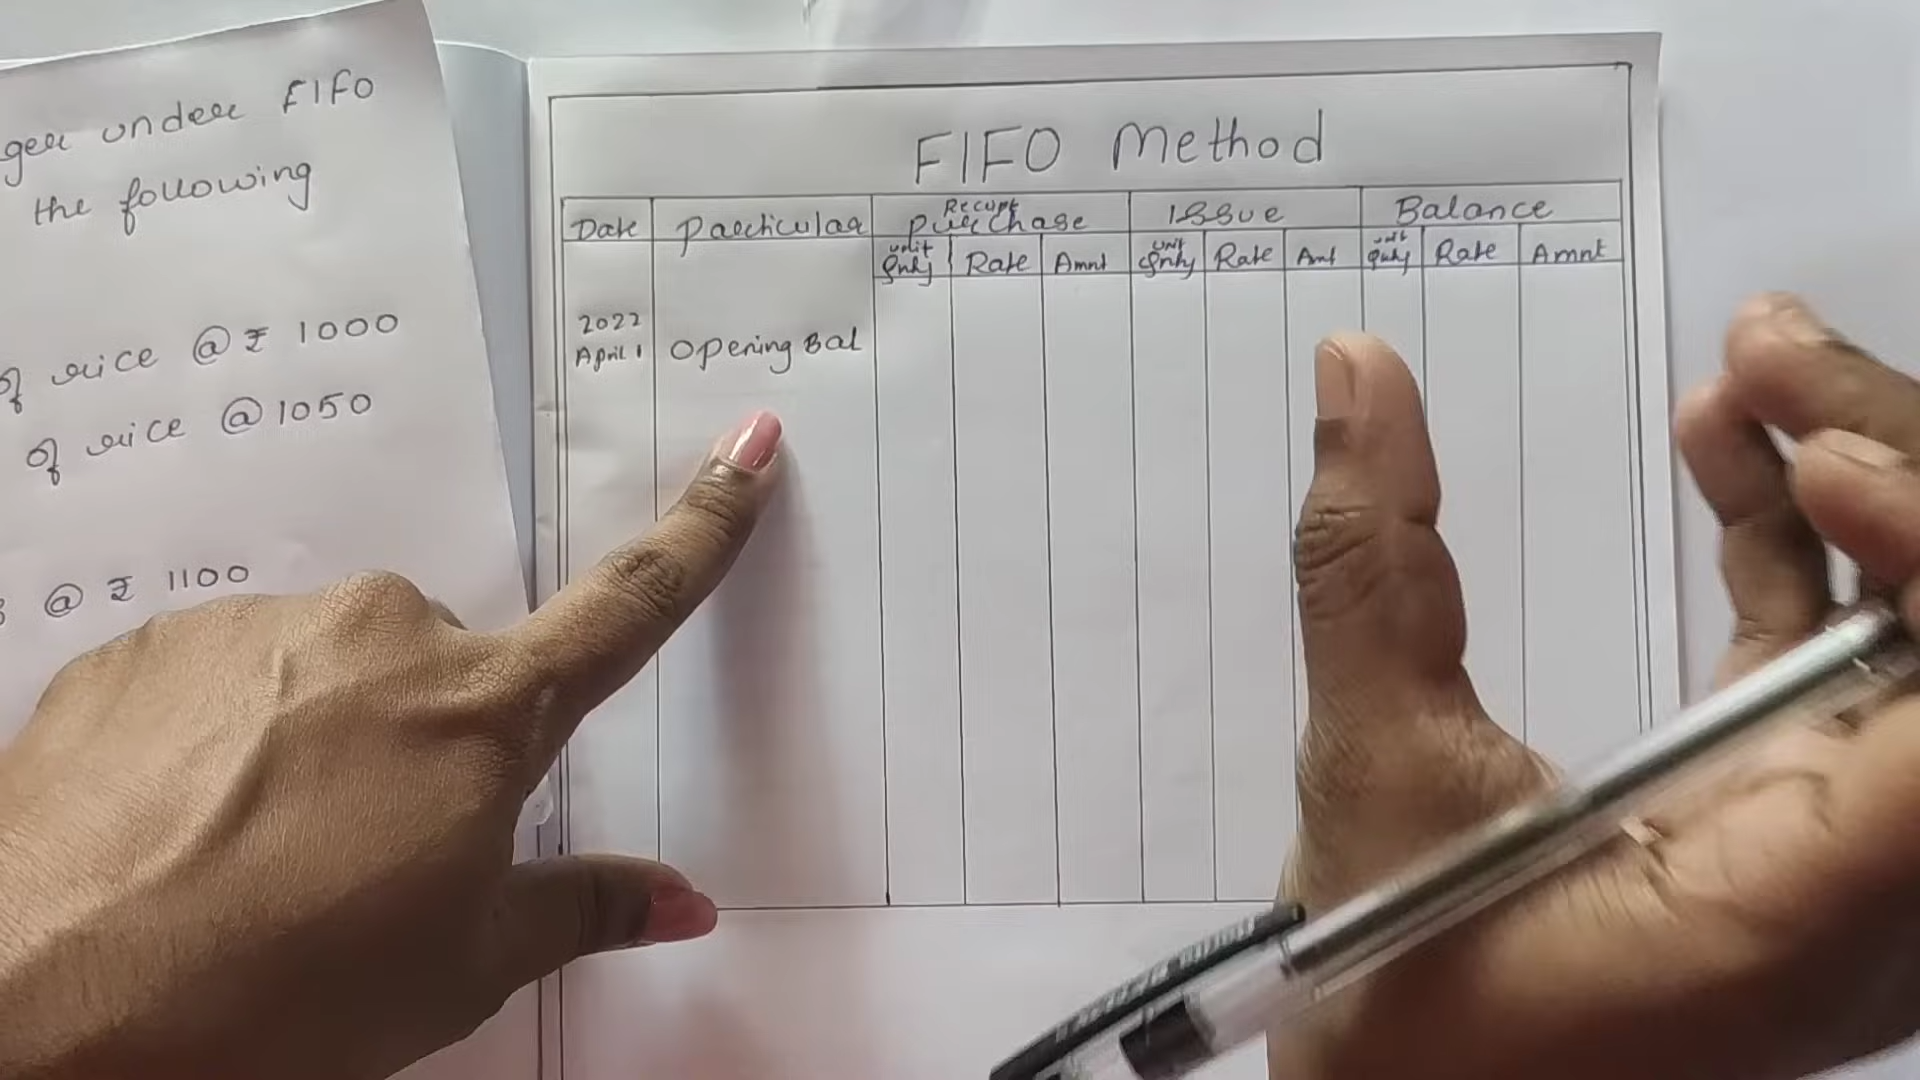 ger under FIFO
the following
of rice @ ₹ 1000
of rice @ 1050
@ ₹ 1100
FIFO Method
Date Particular Purchase Issue Balance
unit Rate Amnt unit Rate Amt unit Rate Amnt
Qnty Qnty Qnty
2022
April 1 Opening Bal